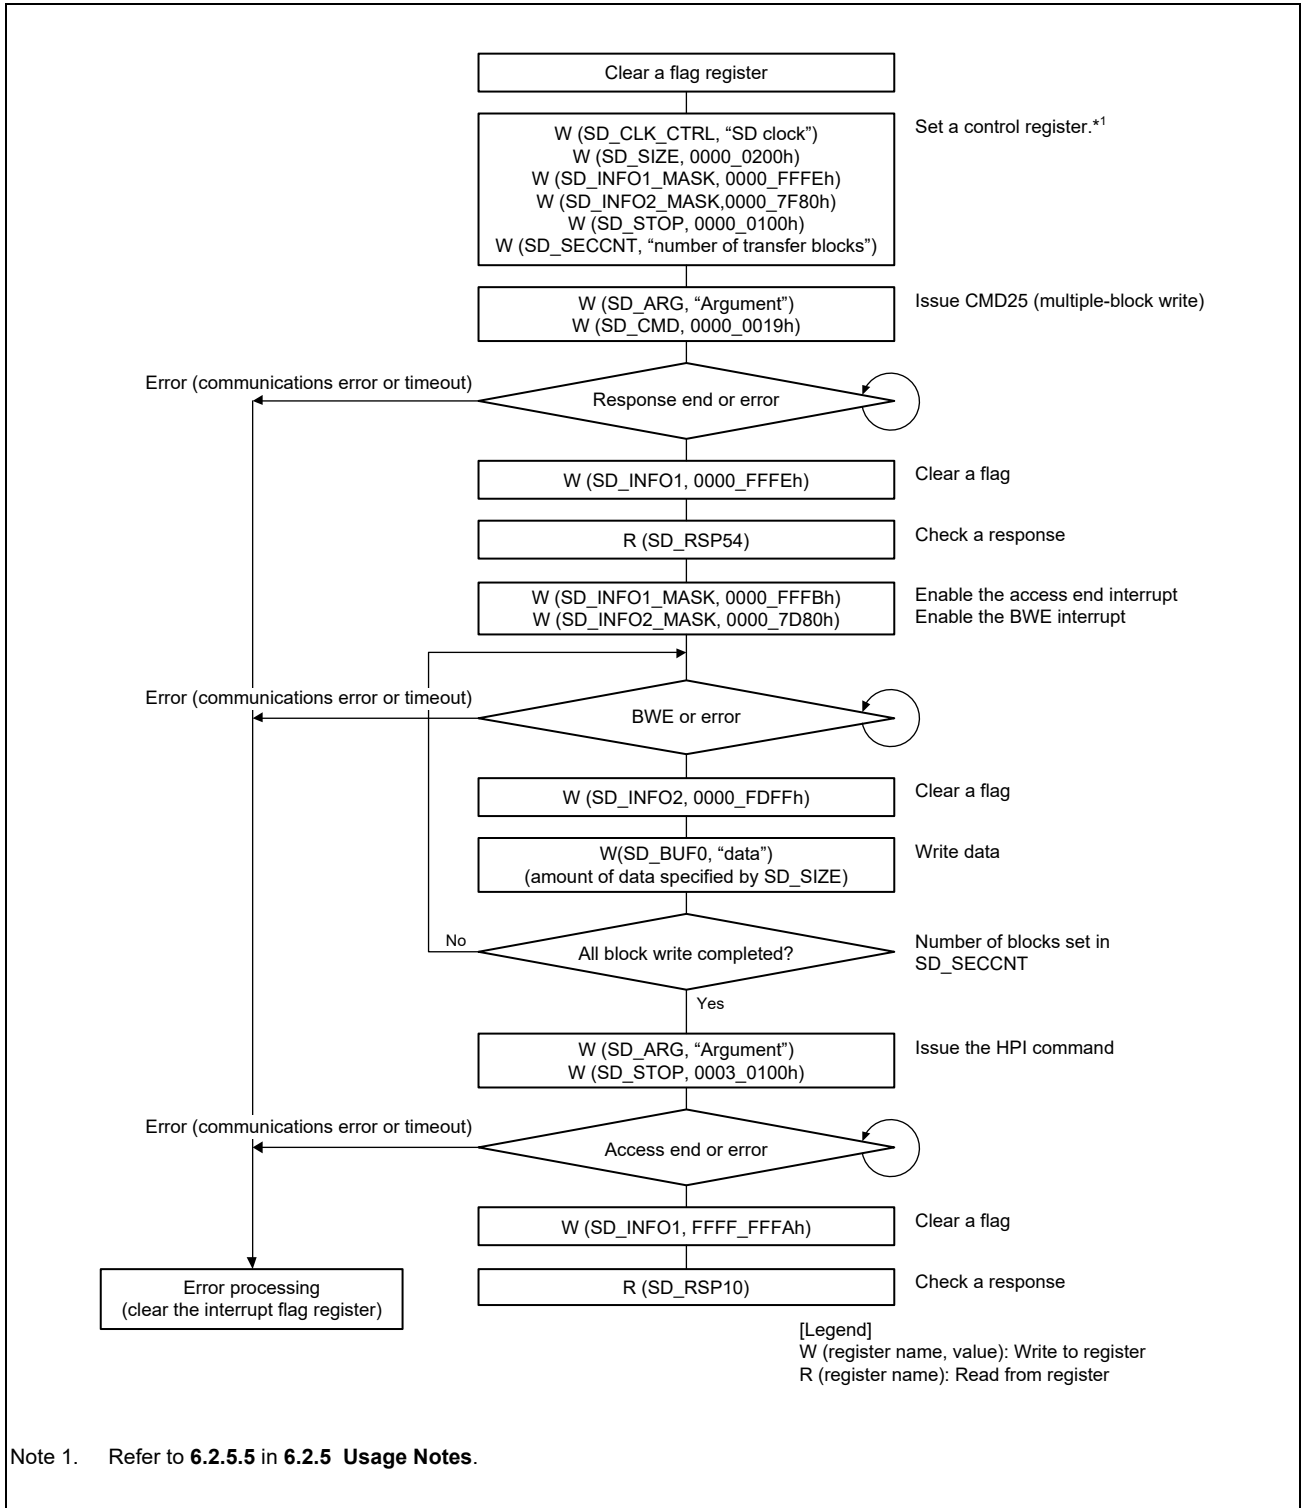 Clear a flag register
W (SD_CLK_CTRL, “SD clock”)
W (SD_SIZE, 0000_0200h)
W (SD_INFO1_MASK, 0000_FFFEh)
W (SD_INFO2_MASK,0000_7F80h)
W (SD_STOP, 0000_0100h)
W (SD_SECCNT, “number of transfer blocks”)
Set a control register.*1
W (SD_ARG, “Argument”)
W (SD_CMD, 0000_0019h)
Issue CMD25 (multiple-block write)
Error (communications error or timeout)
Response end or error
W (SD_INFO1, 0000_FFFEh)
Clear a flag
R (SD_RSP54)
Check a response
W (SD_INFO1_MASK, 0000_FFFBh)
W (SD_INFO2_MASK, 0000_7D80h)
Enable the access end interrupt
Enable the BWE interrupt
Error (communications error or timeout)
BWE or error
W (SD_INFO2, 0000_FDFFh)
Clear a flag
W(SD_BUF0, “data”)
(amount of data specified by SD_SIZE)
Write data
No
All block write completed?
Number of blocks set in
SD_SECCNT
Yes
W (SD_ARG, “Argument”)
W (SD_STOP, 0003_0100h)
Issue the HPI command
Error (communications error or timeout)
Access end or error
W (SD_INFO1, FFFF_FFFAh)
Clear a flag
Error processing
(clear the interrupt flag register)
R (SD_RSP10)
Check a response
[Legend]
W (register name, value): Write to register
R (register name): Read from register
Note 1. Refer to 6.2.5.5 in 6.2.5 Usage Notes.